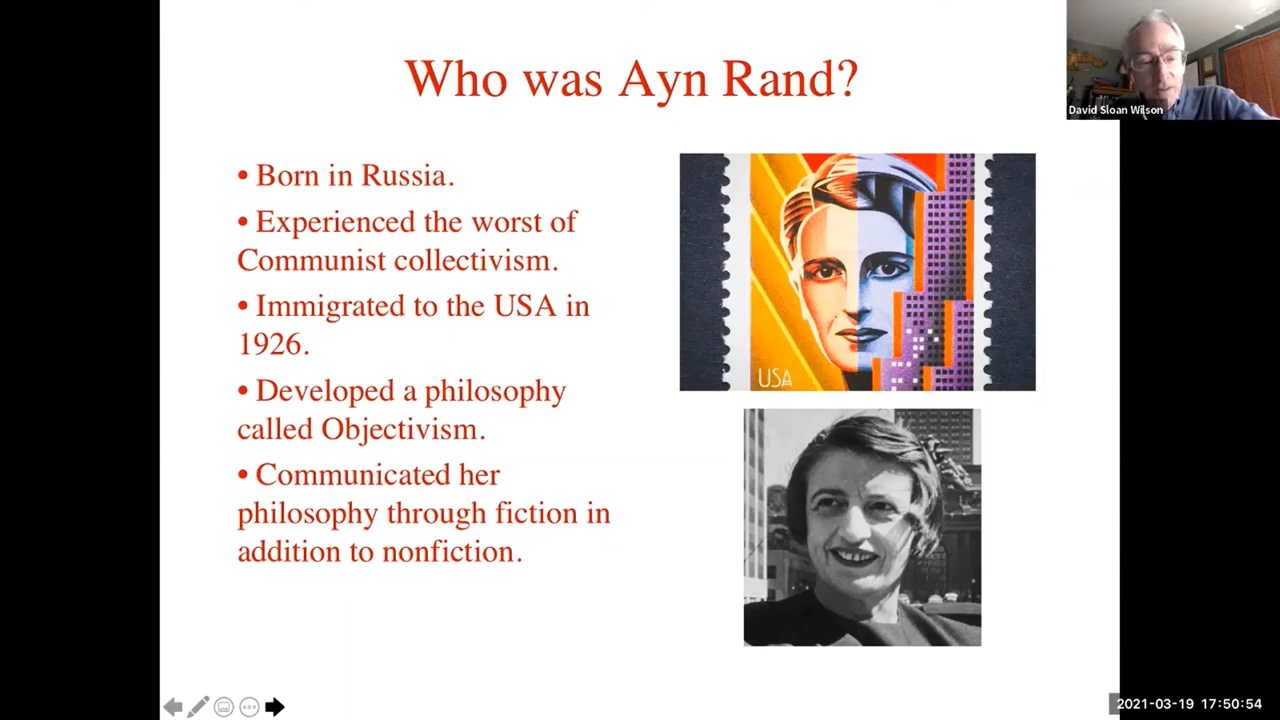 Who was Ayn Rand?
David Sloan Wilson
• Born in Russia.
• Experienced the worst of
Communist collectivism.
• Immigrated to the USA in
1926.
• Developed a philosophy
called Objectivism.
• Communicated her
philosophy through fiction in
addition to nonfiction.
USA
2021-03-19 17:50:54